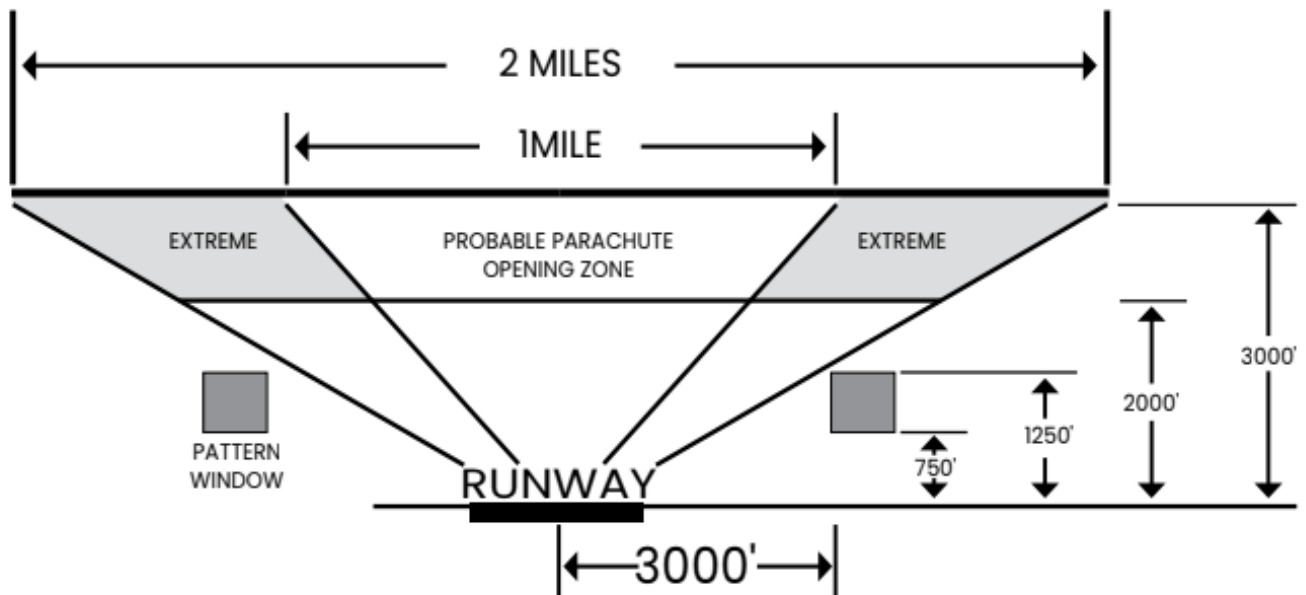 2 MILES
1MILE
EXTREME
PROBABLE PARACHUTE
OPENING ZONE
EXTREME
3000'
2000'
1250'
750'
PATTERN
WINDOW
RUNWAY
3000'